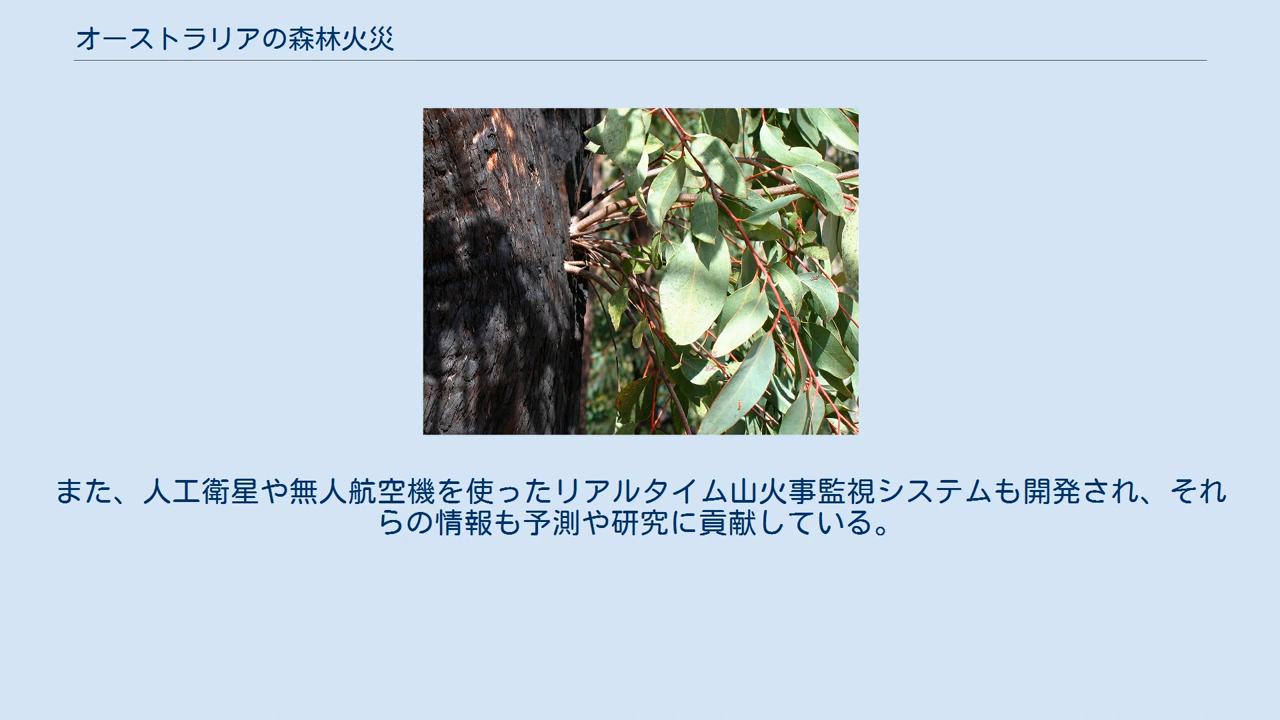 オーストラリアの森林火災
また、人工衛星や無人航空機を使ったリアルタイム山火事監視システムも開発され、それ
らの情報も予測や研究に貢献している。